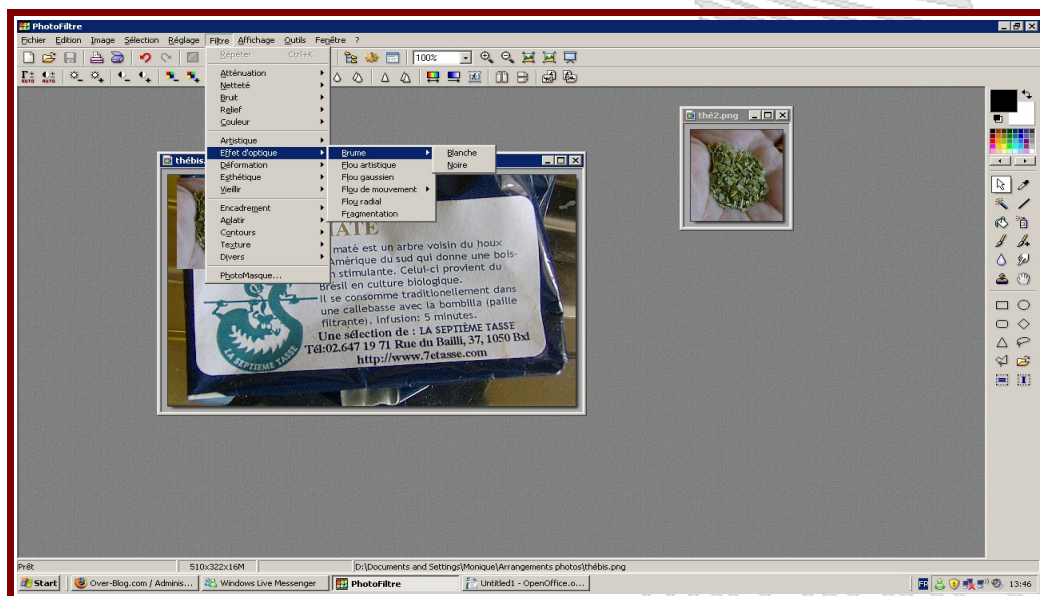 PhotoFiltre
Fichier Edition Image Sélection Réglage Filtre Affichage Outils Fenêtre ?
100%
Répéter Ctrl+K
Atténuation
Netteté
Bruit
Relief
Couleur
Artistique
Effet d'optique
Déformation
Esthétique
Vieillir
Encadrement
Aplatir
Contours
Texture
Divers
PhotoMasque...
Brume
Flou artistique
Flou gaussien
Flou de mouvement
Flou radial
Fragmentation
Blanche
Noire
thébis.
thé2.png
maté est un arbre voisin du houx
Amérique du sud qui donne une bois-
n stimulante. Celui-ci provient du
Brésil en culture biologique.
Il se consomme traditionellement dans
une callebasse avec la bombilla (paille
filtrante). Infusion: 5 minutes.
Une sélection de : LA SEPTIÈME TASSE
Tél:02.647 19 71 Rue du Bailli, 37, 1050 Bxl
http://www.7etasse.com
LA SEPTIEME TASSE
Prêt
510x322x16M
D:\Documents and Settings\Monique\Arrangements photos\thébis.png
Start
Over-Blog.com / Adminis...
Windows Live Messenger
PhotoFiltre
Untitled1 - OpenOffice.o...
FR
13:46